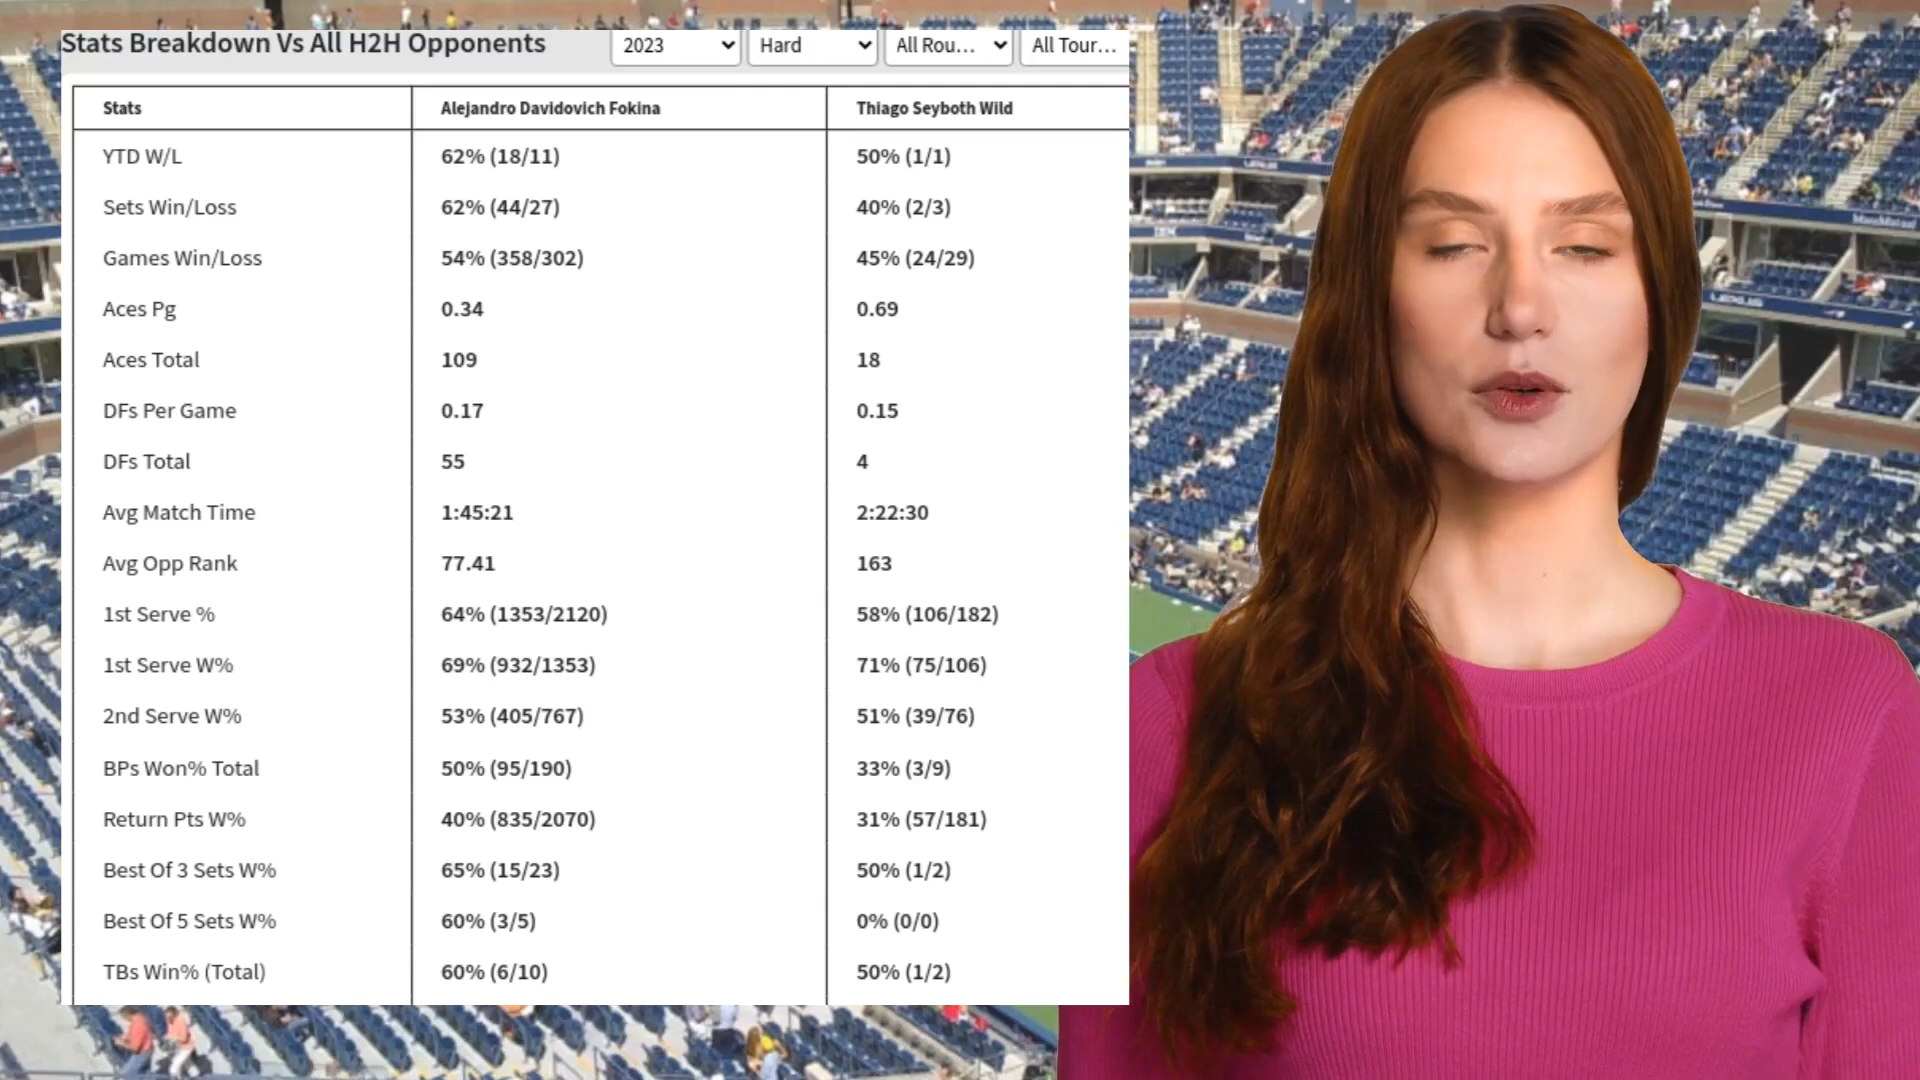 Stats Breakdown Vs All H2H Opponents 2023 Hard All Rou... All Tour...
Stats Alejandro Davidovich Fokina Thiago Seyboth Wild
YTD W/L 62% (18/11) 50% (1/1)
Sets Win/Loss 62% (44/27) 40% (2/3)
Games Win/Loss 54% (358/302) 45% (24/29)
Aces Pg 0.34 0.69
Aces Total 109 18
DFs Per Game 0.17 0.15
DFs Total 55 4
Avg Match Time 1:45:21 2:22:30
Avg Opp Rank 77.41 163
1st Serve % 64% (1353/2120) 58% (106/182)
1st Serve W% 69% (932/1353) 71% (75/106)
2nd Serve W% 53% (405/767) 51% (39/76)
BPs Won% Total 50% (95/190) 33% (3/9)
Return Pts W% 40% (835/2070) 31% (57/181)
Best Of 3 Sets W% 65% (15/23) 50% (1/2)
Best Of 5 Sets W% 60% (3/5) 0% (0/0)
TBs Win% (Total) 60% (6/10) 50% (1/2)
IBM
LEXUS